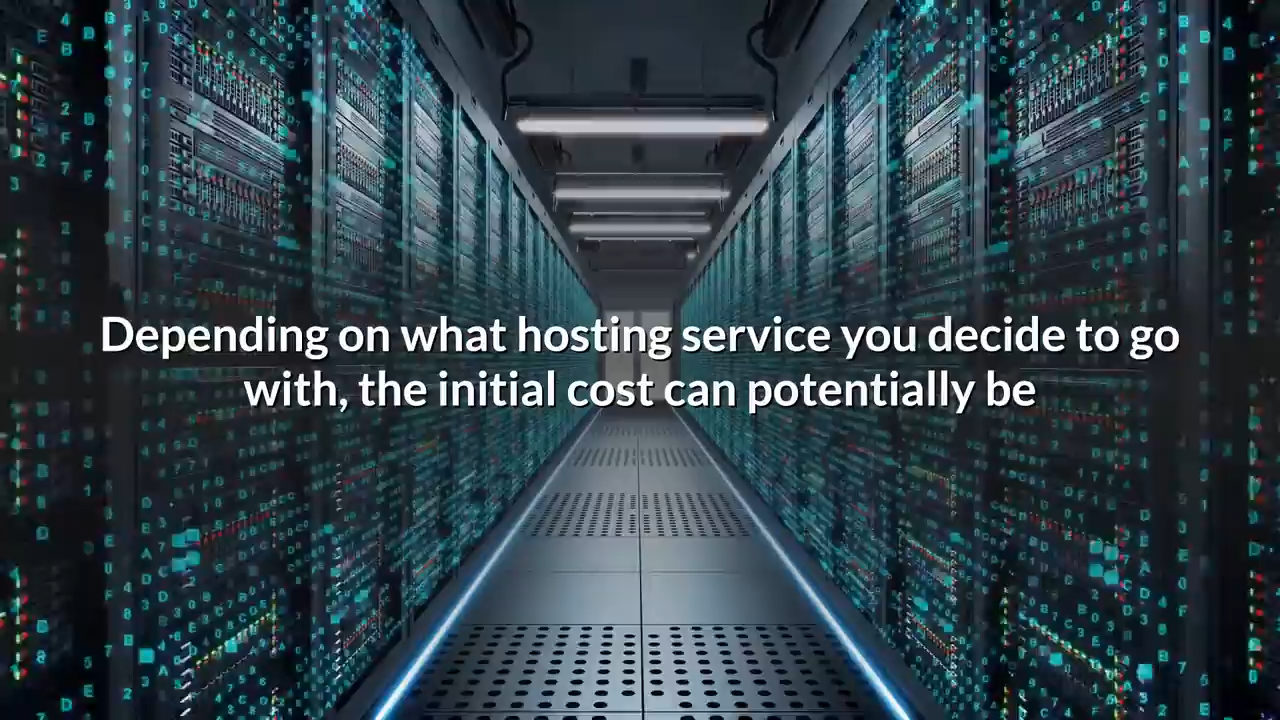 Depending on what hosting service you decide to go
with, the initial cost can potentially be